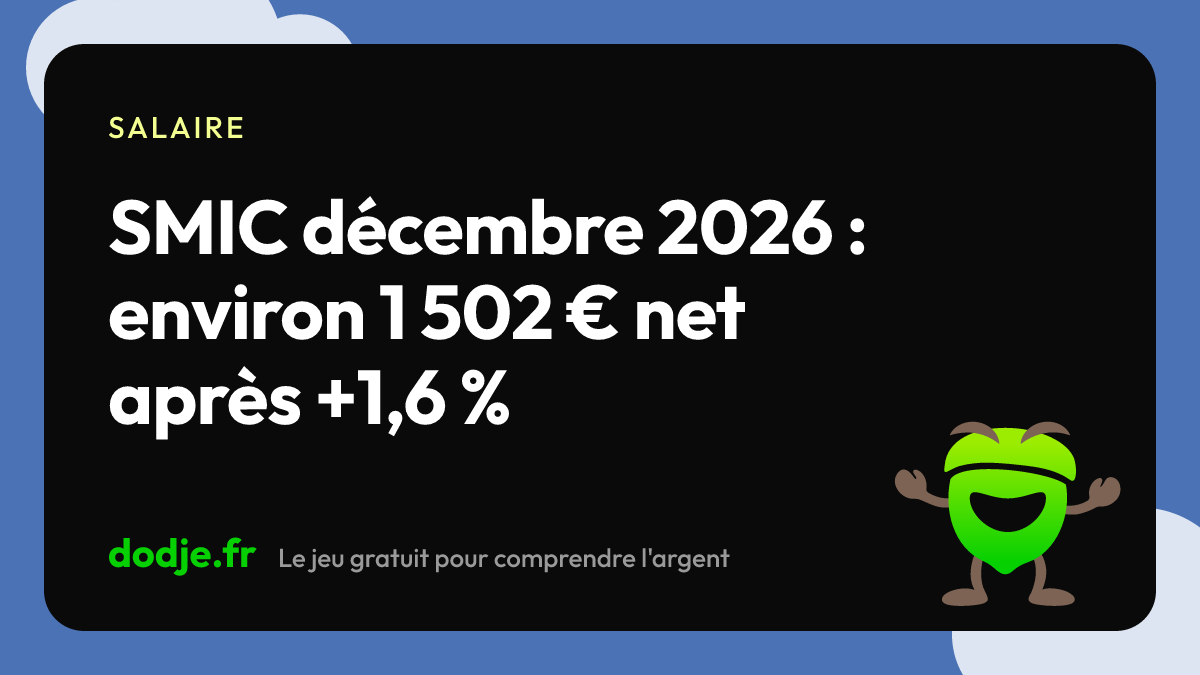 SALAIRE
SMIC décembre 2026 :
environ 1 502 € net
après +1,6 %
dodje.fr Le jeu gratuit pour comprendre l'argent